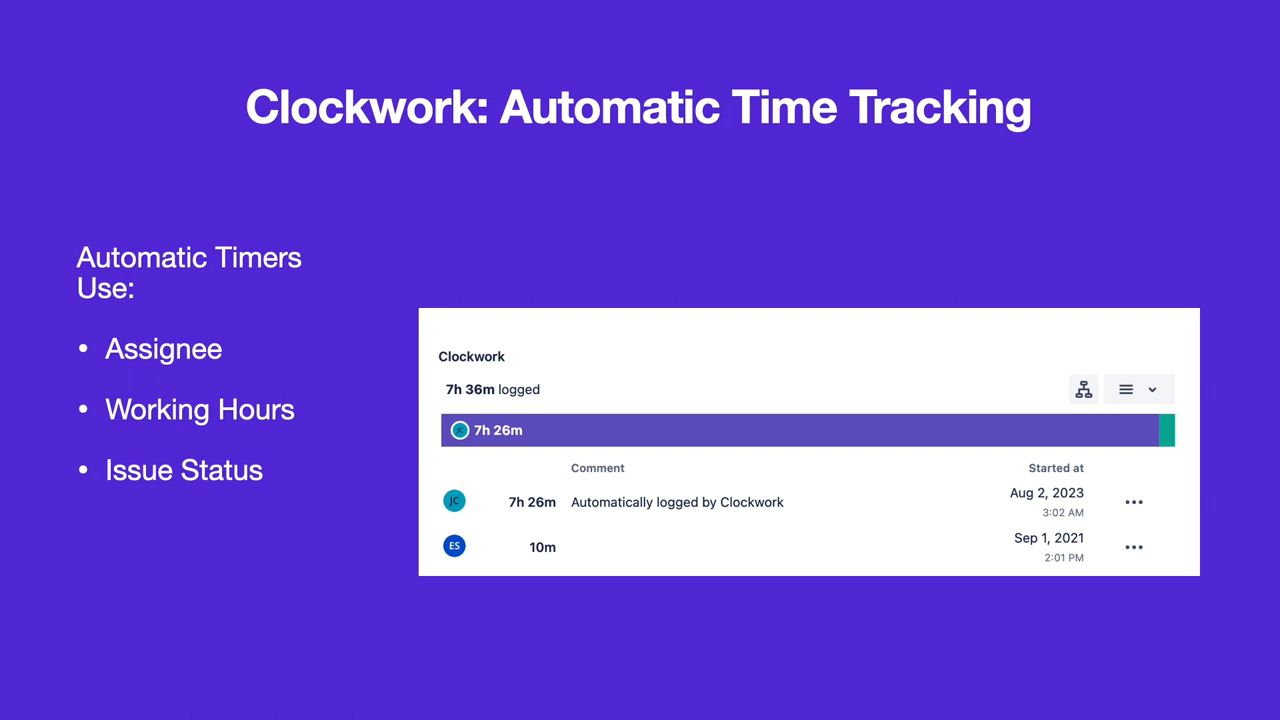 Clockwork: Automatic Time Tracking
Automatic Timers
Use:
• Assignee
• Working Hours
• Issue Status
Clockwork
7h 36m logged
JC 7h 26m
Comment Started at
JC 7h 26m Automatically logged by Clockwork Aug 2, 2023
3:02 AM
ES 10m Sep 1, 2021
2:01 PM